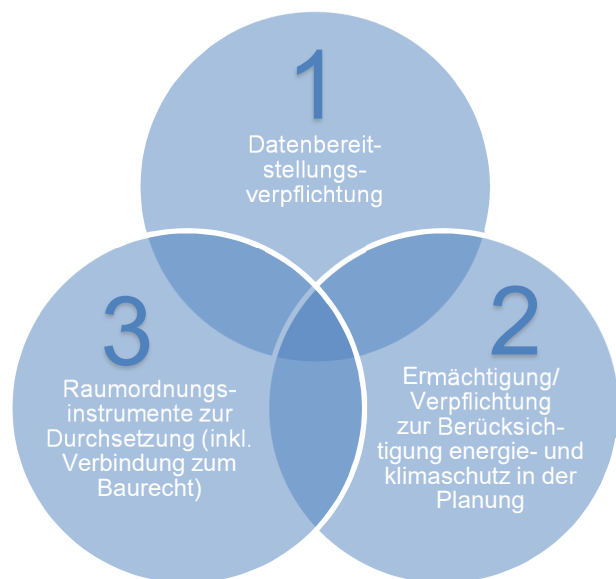 1
Datenbereit-
stellungs-
verpflichtung
3
Raumordnungs-
instrumente zur
Durchsetzung (inkl.
Verbindung zum
Baurecht)
2
Ermächtigung/
Verpflichtung
zur Berücksich-
tigung energie- und
klimaschutz in der
Planung